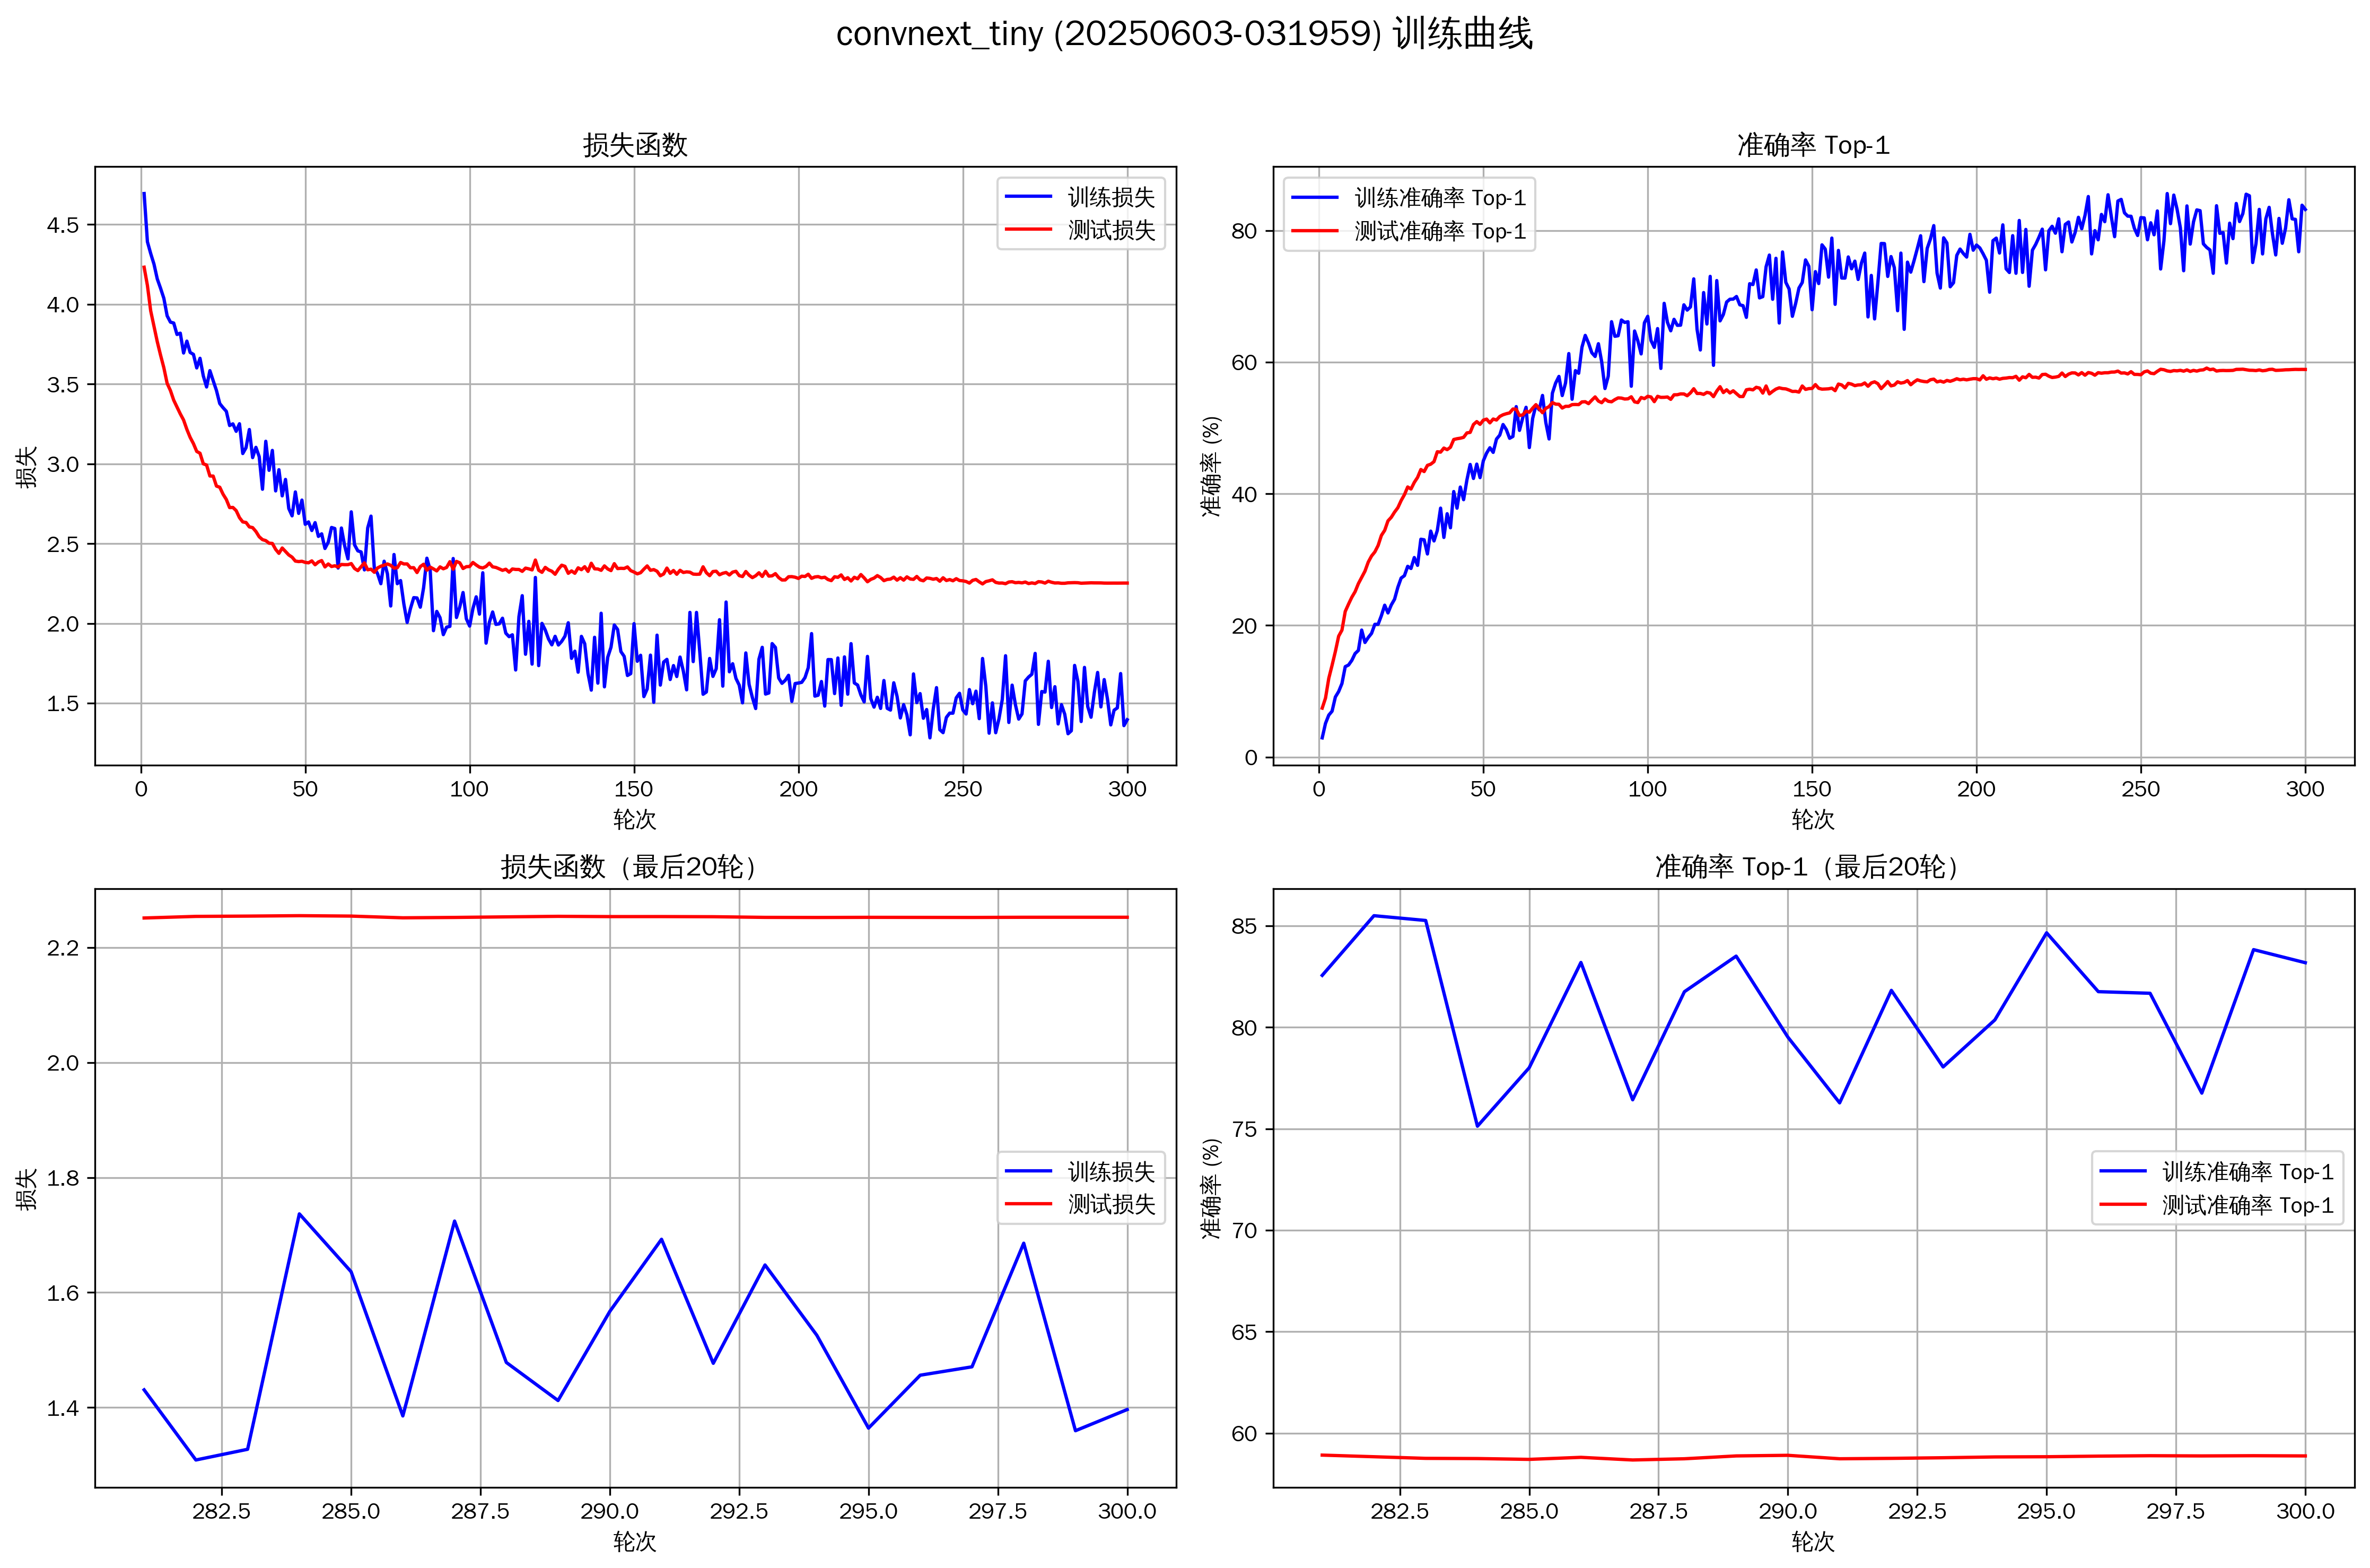 convnext_tiny (20250603-031959) 训练曲线
损失函数
训练损失
测试损失
4.5
4.0
3.5
3.0
2.5
2.0
1.5
损失
0 50 100 150 200 250 300
轮次
准确率 Top-1
训练准确率 Top-1
测试准确率 Top-1
80
60
40
20
0
准确率 (%)
0 50 100 150 200 250 300
轮次
损失函数（最后20轮）
2.2
2.0
1.8
1.6
1.4
损失
训练损失
测试损失
282.5 285.0 287.5 290.0 292.5 295.0 297.5 300.0
轮次
准确率 Top-1（最后20轮）
85
80
75
70
65
60
准确率 (%)
训练准确率 Top-1
测试准确率 Top-1
282.5 285.0 287.5 290.0 292.5 295.0 297.5 300.0
轮次